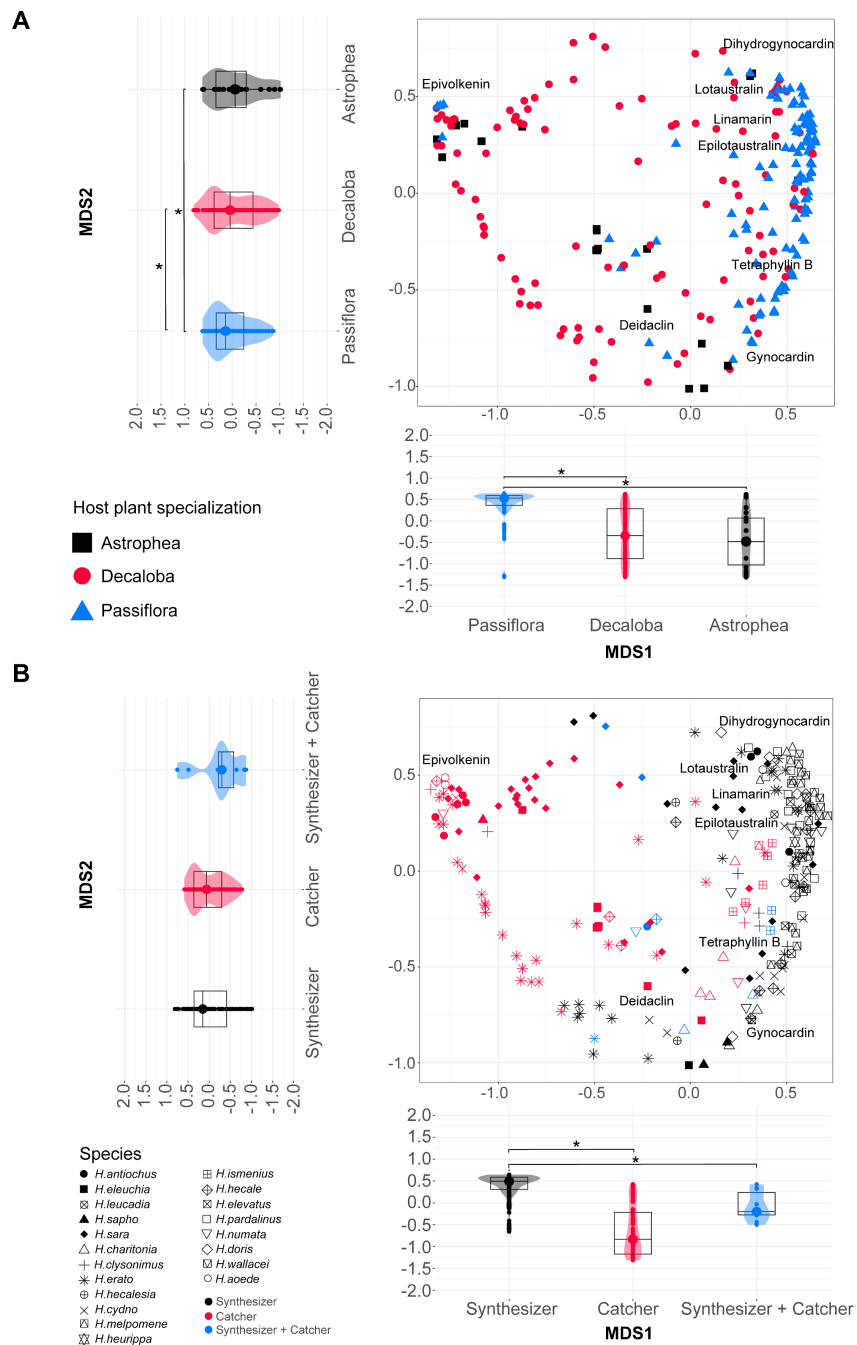 A
MDS2
Astrophea
Decaloba
Passiflora
*
*
2.0 1.5 1.0 0.5 0.0 -0.5 -1.0 -1.5 -2.0
Dihydrogynocardin
Epivolkenin
Lotaustralin
Linamarin
Epilotaustralin
Tetraphyllin B
Deidaclin
Gynocardin
0.5
0.0
-0.5
-1.0
-1.0 -0.5 0.0 0.5
Host plant specialization
Astrophea
Decaloba
Passiflora
2.0
1.5
1.0
0.5
0.0
-0.5
-1.0
-1.5
-2.0
*
*
Passiflora Decaloba Astrophea
MDS1
B
MDS2
Synthesizer + Catcher
Catcher
Synthesizer
2.0 1.5 1.0 0.5 0.0 -0.5 -1.0 -1.5 -2.0
Dihydrogynocardin
Epivolkenin
Lotaustralin
Linamarin
Epilotaustralin
Tetraphyllin B
Deidaclin
Gynocardin
0.5
0.0
-0.5
-1.0
-1.0 -0.5 0.0 0.5
Species
H.antiochus
H.eleuchia
H.leucadia
H.sapho
H.sara
H.charitonia
H.clysonimus
H.erato
H.hecalesia
H.cydno
H.melpomene
H.heurippa
H.ismenius
H.hecale
H.elevatus
H.pardalinus
H.numata
H.doris
H.wallacei
H.aoede
Synthesizer
Catcher
Synthesizer + Catcher
2.0
1.5
1.0
0.5
0.0
-0.5
-1.0
-1.5
-2.0
*
*
Synthesizer Catcher Synthesizer + Catcher
MDS1